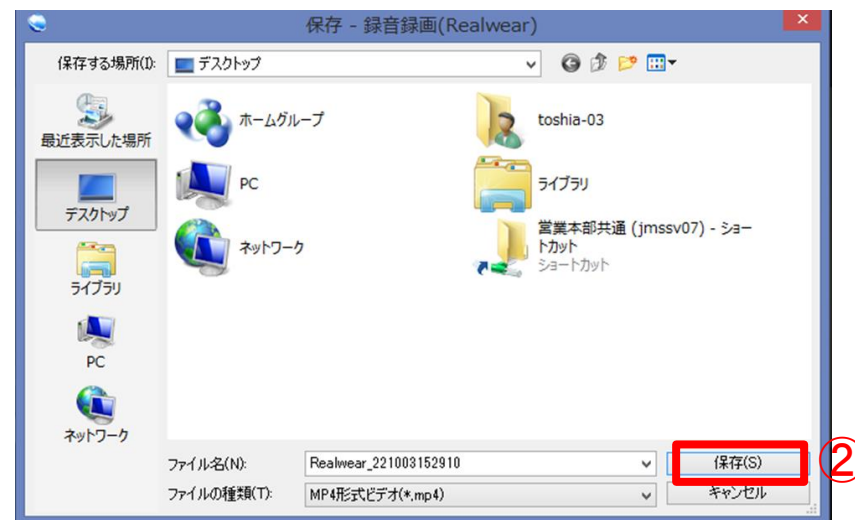 保存 - 録音録画(Realwear)
保存する場所(I):
デスクトップ
最近表示した場所
デスクトップ
ライブラリ
PC
ネットワーク
ホームグループ
toshia-03
PC
ライブラリ
ネットワーク
営業本部共通 (jmssv07) - ショー
トカット
ショートカット
ファイル名(N):
Realwear_221003152910
保存(S)
②
ファイルの種類(T):
MP4形式ビデオ(*,mp4)
キャンセル